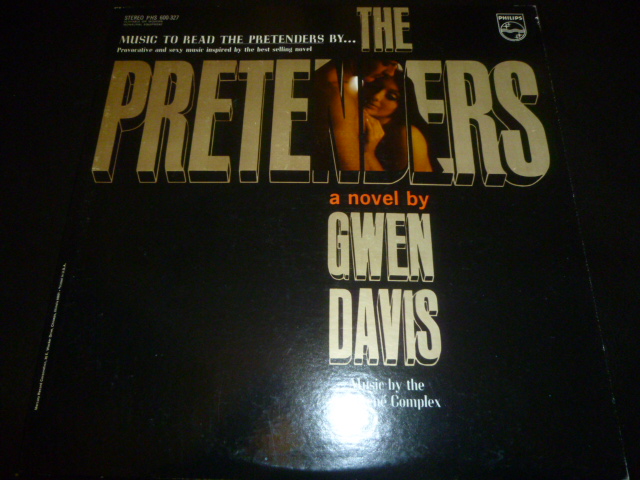 STEREO PHS 600-327
MUSIC TO READ THE PRETENDERS BY...
Provocative and sexy music inspired by the best selling novel
PHILIPS
THE
PRETENDERS
a novel by
GWEN
DAVIS
Music by the
Complex